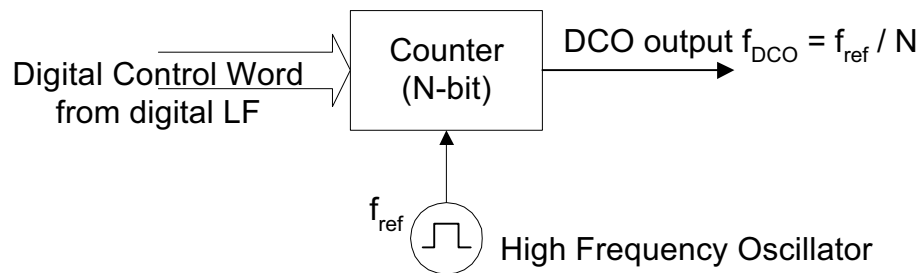 Digital Control Word
from digital LF
Counter
(N-bit)
DCO output f_DCO = f_ref / N
f_ref
High Frequency Oscillator